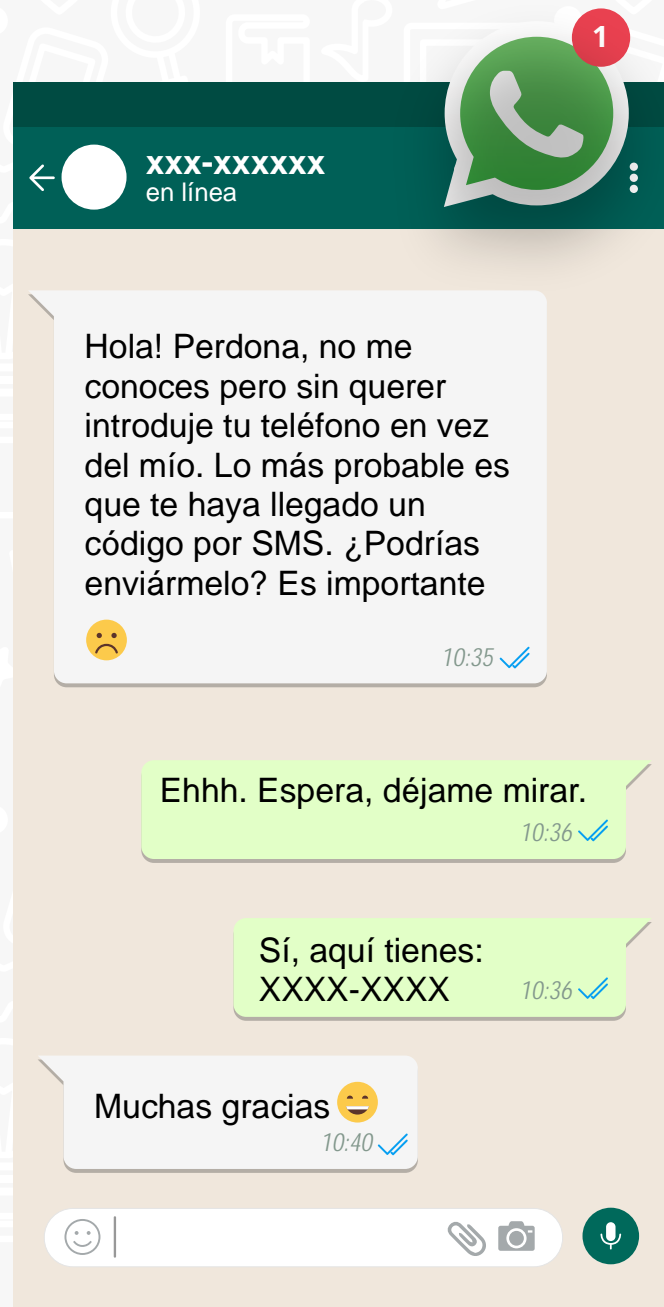 1
xxx-xxxxxx
en línea
Hola! Perdona, no me
conoces pero sin querer
introduje tu teléfono en vez
del mío. Lo más probable es
que te haya llegado un
código por SMS. ¿Podrías
enviármelo? Es importante
☹️
10:35
Ehhh. Espera, déjame mirar.
10:36
Sí, aquí tienes:
XXXX-XXXX 10:36
Muchas gracias 😄
10:40